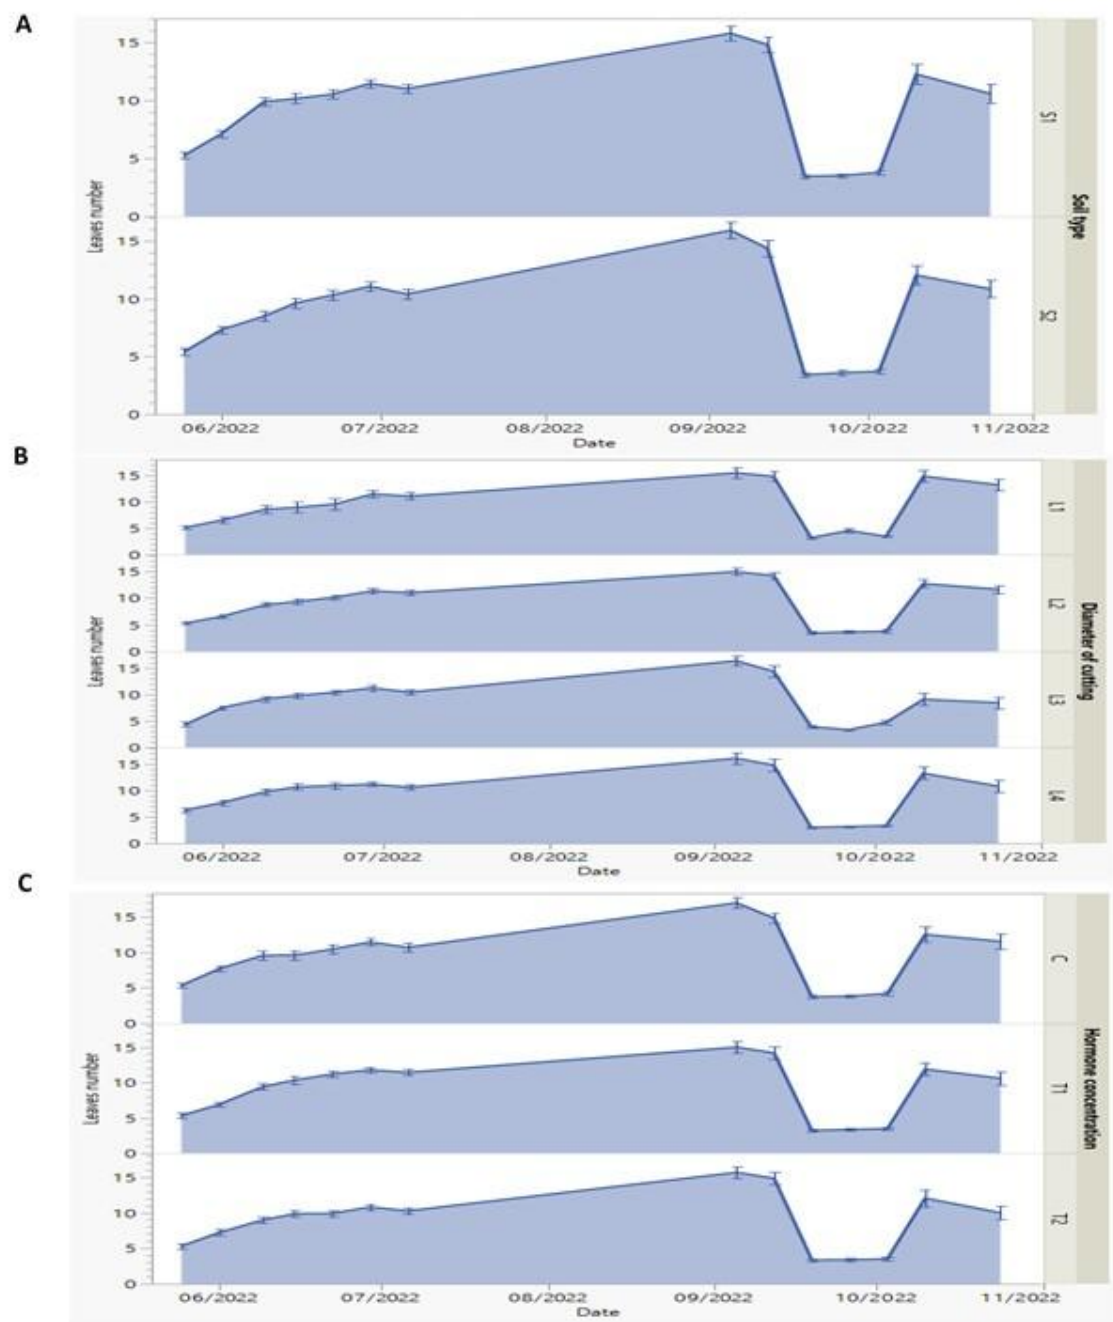 A
15
10
5
0
S1
15
10
5
0
S2
Leaves number
Soil type
06/2022 07/2022 08/2022 09/2022 10/2022 11/2022
Date
B
15
10
5
0
L1
15
10
5
0
L2
15
10
5
0
L3
15
10
5
0
L4
Leaves number
Diameter of cutting
06/2022 07/2022 08/2022 09/2022 10/2022 11/2022
Date
C
15
10
5
0
C
15
10
5
0
T1
15
10
5
0
T2
Leaves number
Hormone concentration
06/2022 07/2022 08/2022 09/2022 10/2022 11/2022
Date